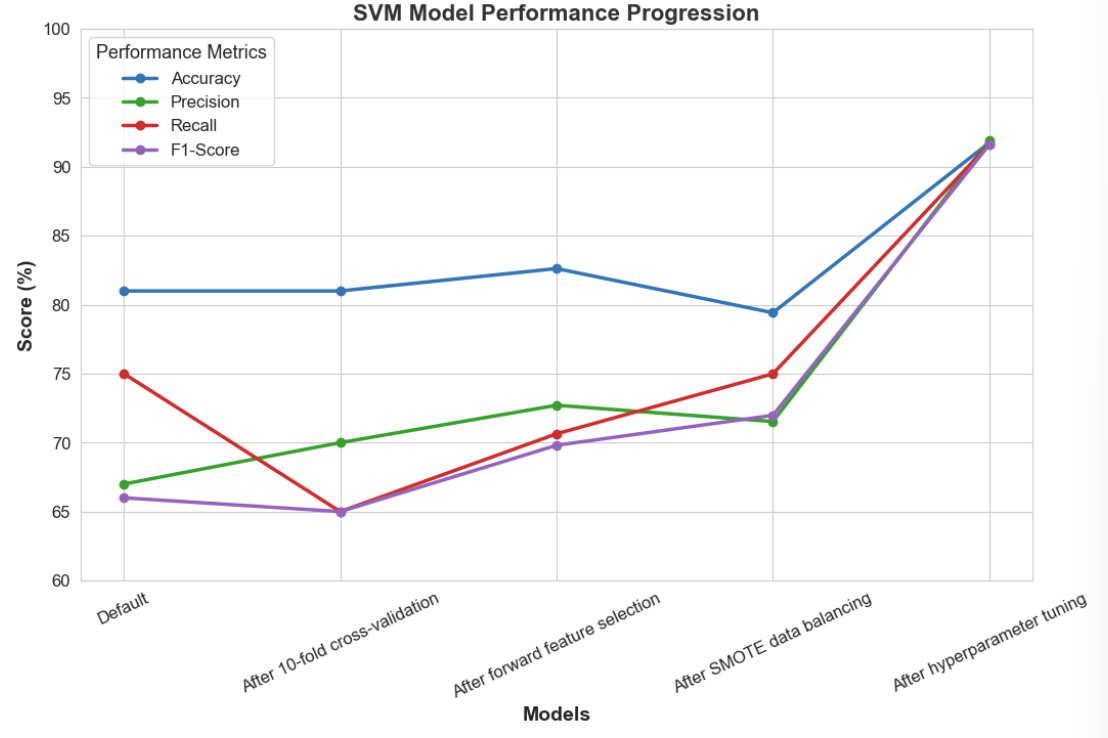 SVM Model Performance Progression
Performance Metrics
Accuracy
Precision
Recall
F1-Score
100
95
90
85
80
75
70
65
60
Score (%)
Default
After 10-fold cross-validation
After forward feature selection
After SMOTE data balancing
After hyperparameter tuning
Models